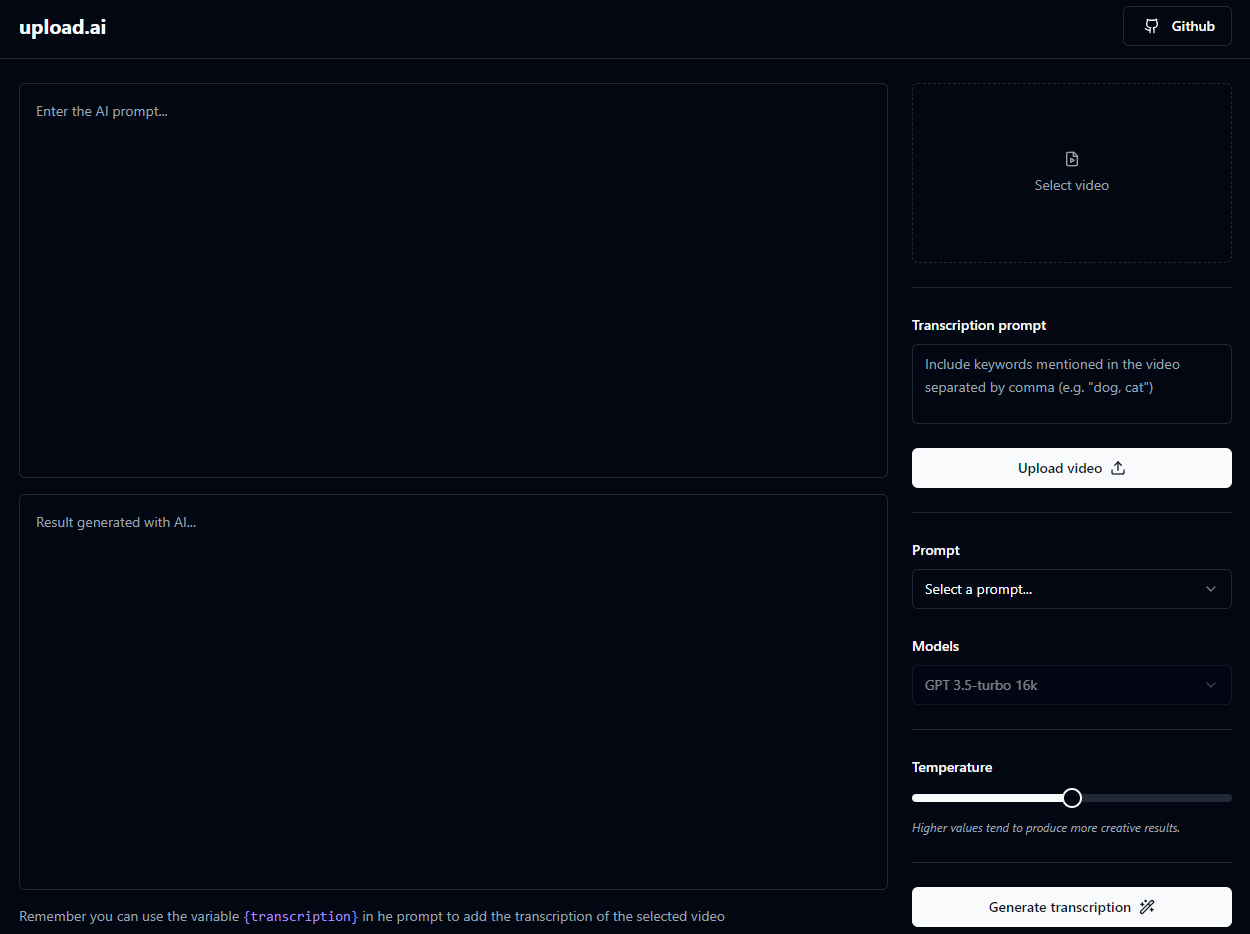 upload.ai
Github
Enter the AI prompt...
Result generated with AI...
Remember you can use the variable {transcription} in he prompt to add the transcription of the selected video
Select video
Transcription prompt
Include keywords mentioned in the video
separated by comma (e.g. "dog, cat")
Upload video
Prompt
Select a prompt...
Models
GPT 3.5-turbo 16k
Temperature
Higher values tend to produce more creative results.
Generate transcription